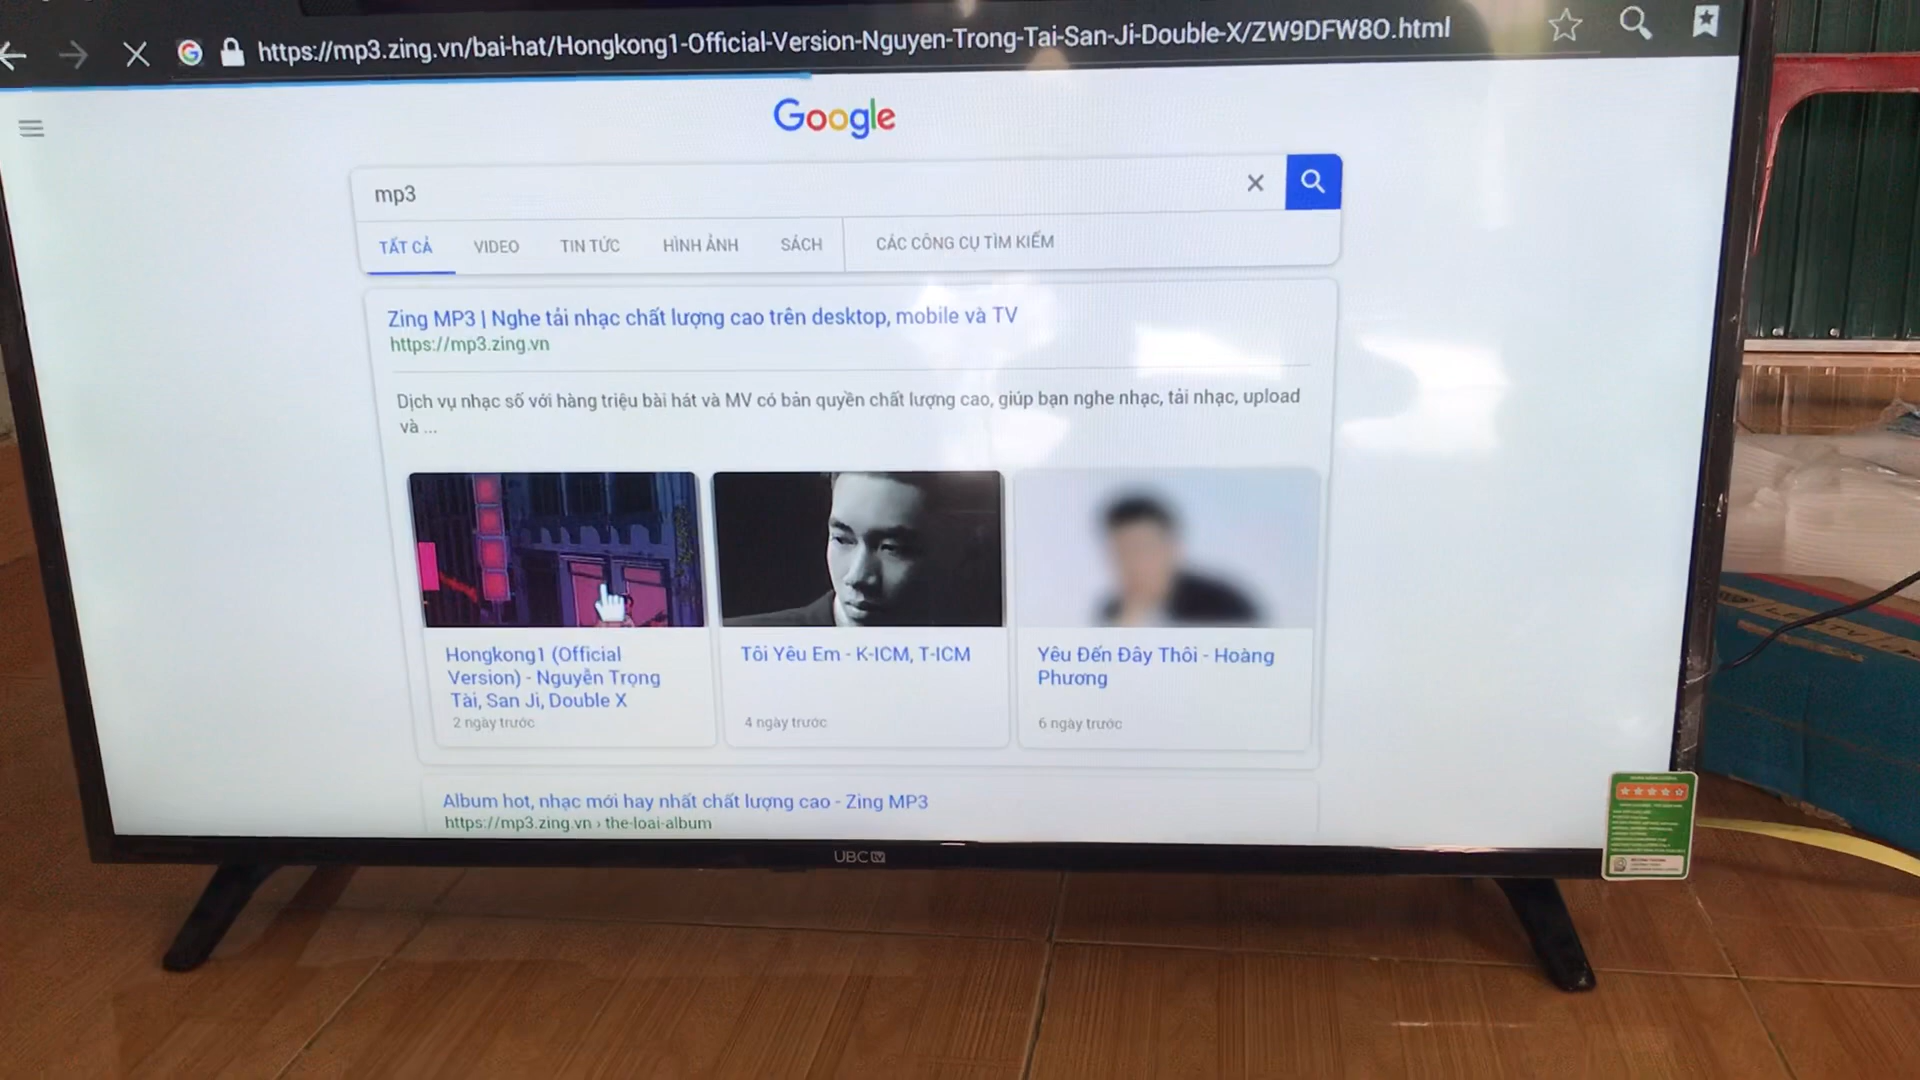 https://mp3.zing.vn/bai-hat/Hongkong1-Official-Version-Nguyen-Trong-Tai-San-Ji-Double-X/ZW9DFW8O.html
Google
mp3
TẤT CẢ VIDEO TIN TỨC HÌNH ẢNH SÁCH CÁC CÔNG CỤ TÌM KIẾM
Zing MP3 | Nghe tải nhạc chất lượng cao trên desktop, mobile và TV
https://mp3.zing.vn
Dịch vụ nhạc số với hàng triệu bài hát và MV có bản quyền chất lượng cao, giúp bạn nghe nhạc, tải nhạc, upload
và ...
Hongkong1 (Official
Version) - Nguyễn Trọng
Tài, San Ji, Double X
2 ngày trước
Tôi Yêu Em - K-ICM, T-ICM
4 ngày trước
Yêu Đến Đây Thôi - Hoàng
Phương
6 ngày trước
Album hot, nhạc mới hay nhất chất lượng cao - Zing MP3
https://mp3.zing.vn › the-loai-album
UBC TV